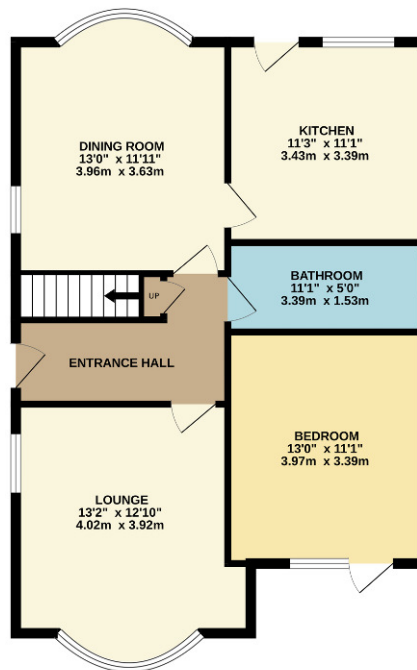 DINING ROOM
13'0" x 11'11"
3.96m x 3.63m
KITCHEN
11'3" x 11'1"
3.43m x 3.39m
BATHROOM
11'1" x 5'0"
3.39m x 1.53m
UP
ENTRANCE HALL
BEDROOM
13'0" x 11'1"
3.97m x 3.39m
LOUNGE
13'2" x 12'10"
4.02m x 3.92m